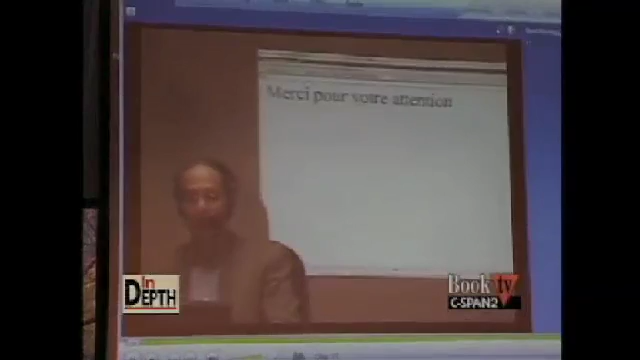 Merci pour votre attention
In
DEPTH
Book tv
C-SPAN2